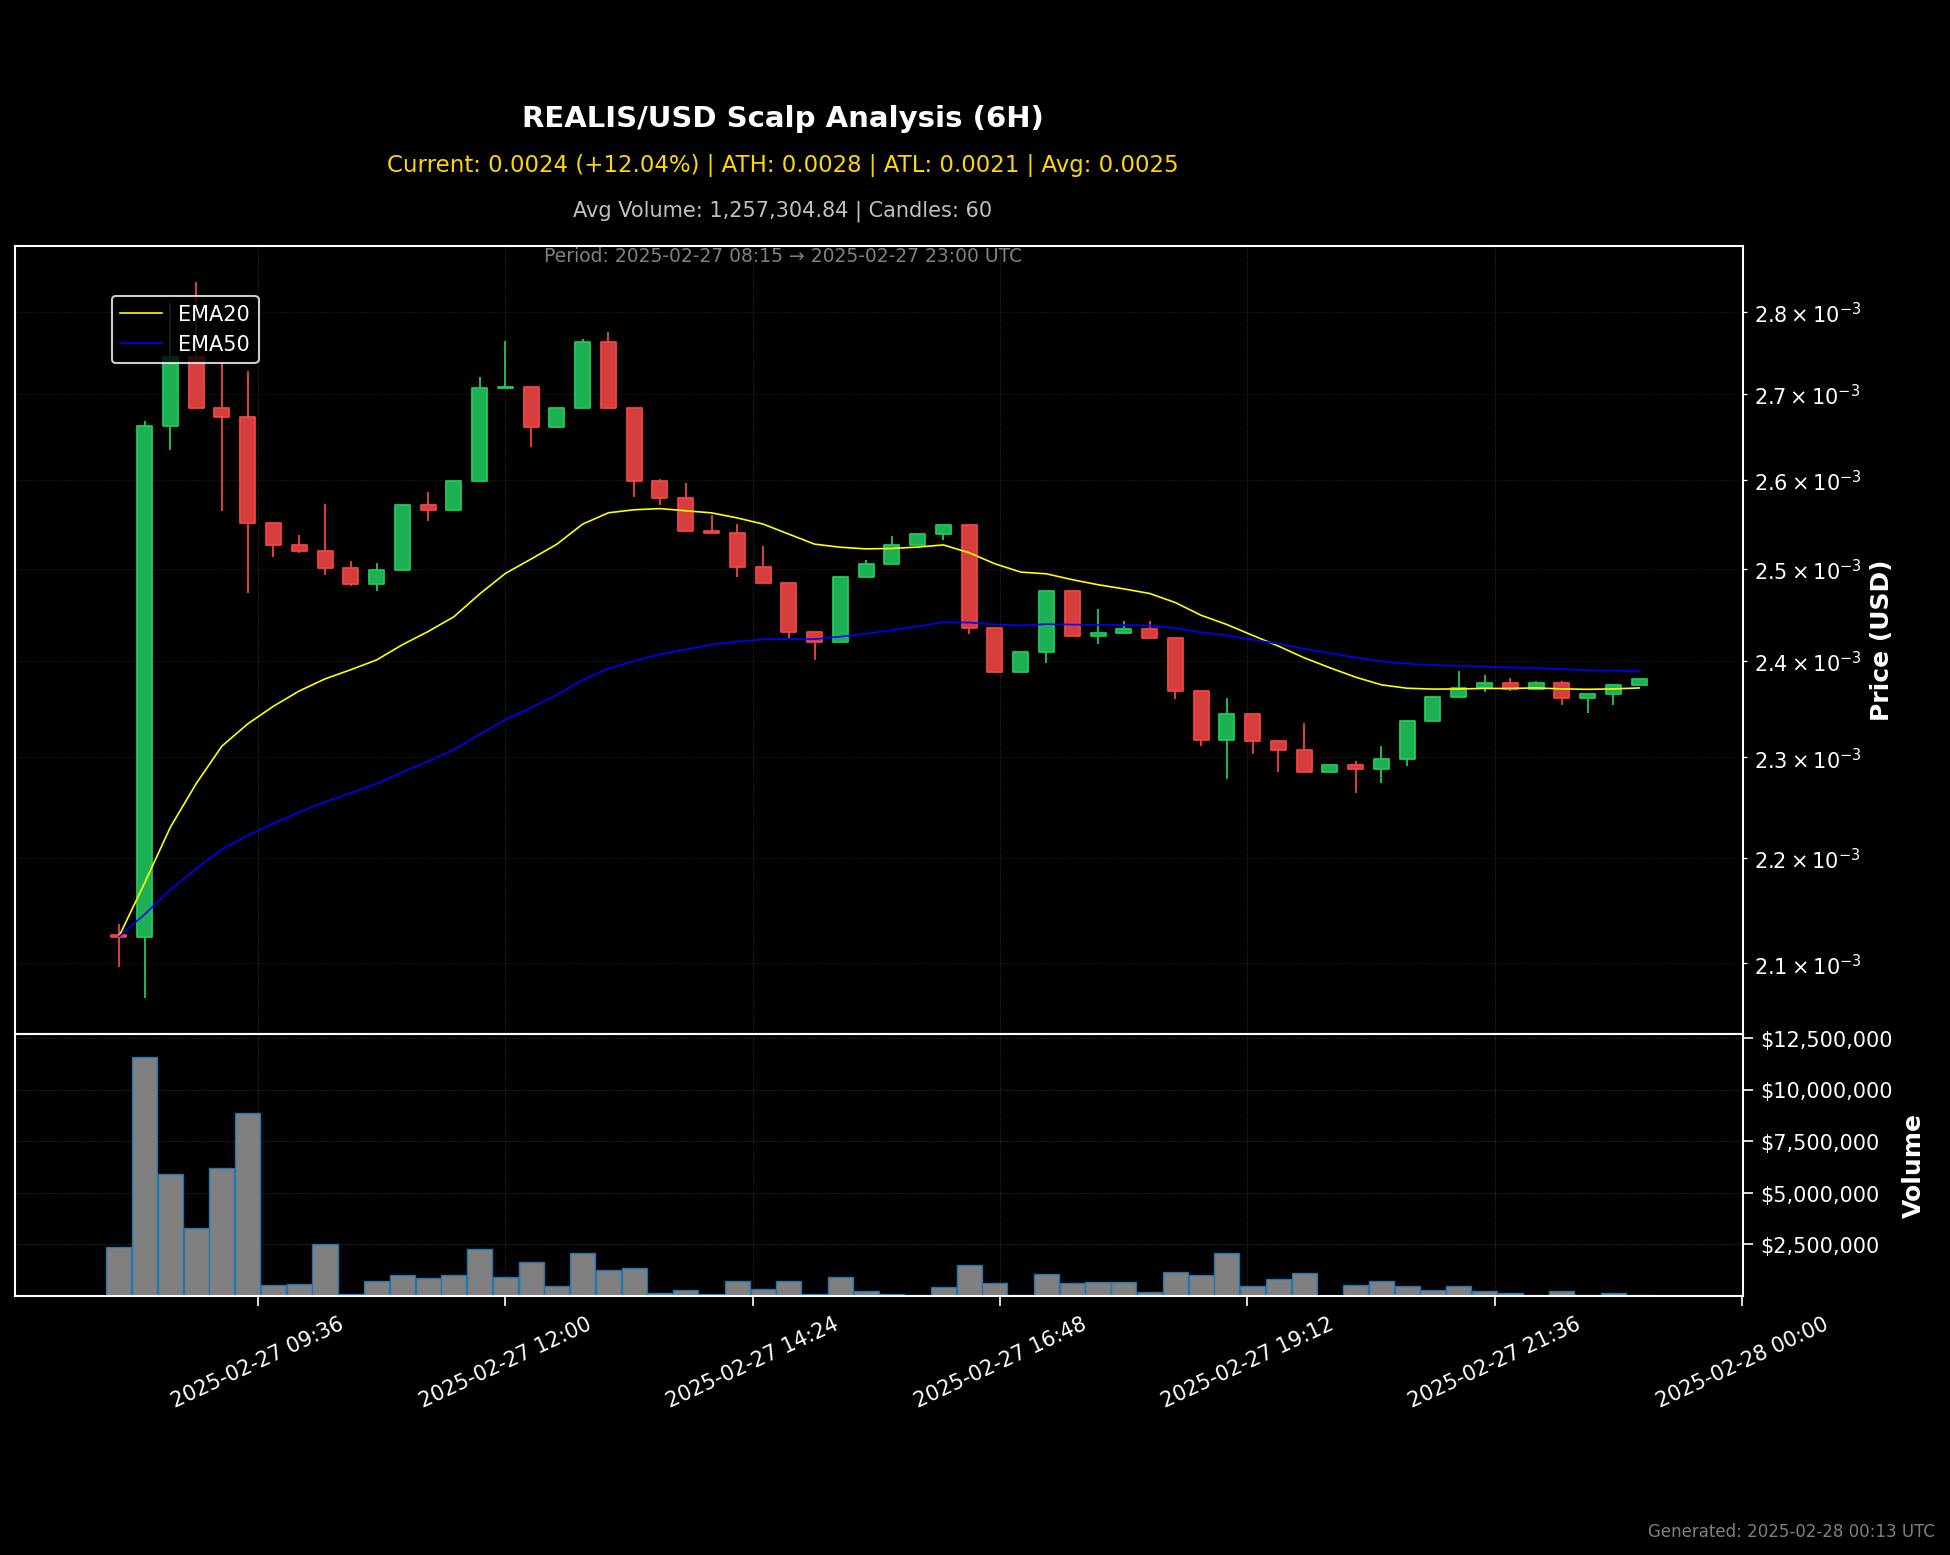 REALIS/USD Scalp Analysis (6H)
Current: 0.0024 (+12.04%) | ATH: 0.0028 | ATL: 0.0021 | Avg: 0.0025
Avg Volume: 1,257,304.84 | Candles: 60
Period: 2025-02-27 08:15 → 2025-02-27 23:00 UTC
EMA20
EMA50
2.8 × 10⁻³
2.7 × 10⁻³
2.6 × 10⁻³
2.5 × 10⁻³
2.4 × 10⁻³
2.3 × 10⁻³
2.2 × 10⁻³
2.1 × 10⁻³
Price (USD)
$12,500,000
$10,000,000
$7,500,000
$5,000,000
$2,500,000
Volume
2025-02-27 09:36
2025-02-27 12:00
2025-02-27 14:24
2025-02-27 16:48
2025-02-27 19:12
2025-02-27 21:36
2025-02-28 00:00
Generated: 2025-02-28 00:13 UTC